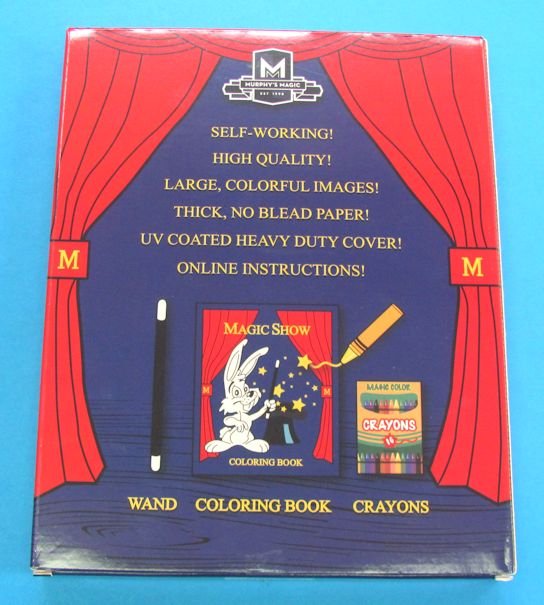 M
MURPHY'S MAGIC
EST 1998
SELF-WORKING!
HIGH QUALITY!
LARGE, COLORFUL IMAGES!
THICK, NO BLEAD PAPER!
UV COATED HEAVY DUTY COVER!
ONLINE INSTRUCTIONS!
M
M
MAGIC SHOW
M
M
COLORING BOOK
MAGIC COLOR
CRAYONS
WAND COLORING BOOK CRAYONS